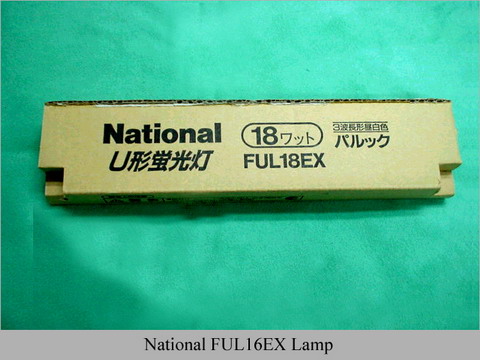 National
U形蛍光灯
18ワット
FUL18EX
3波長形昼白色
パルック
National FUL16EX Lamp